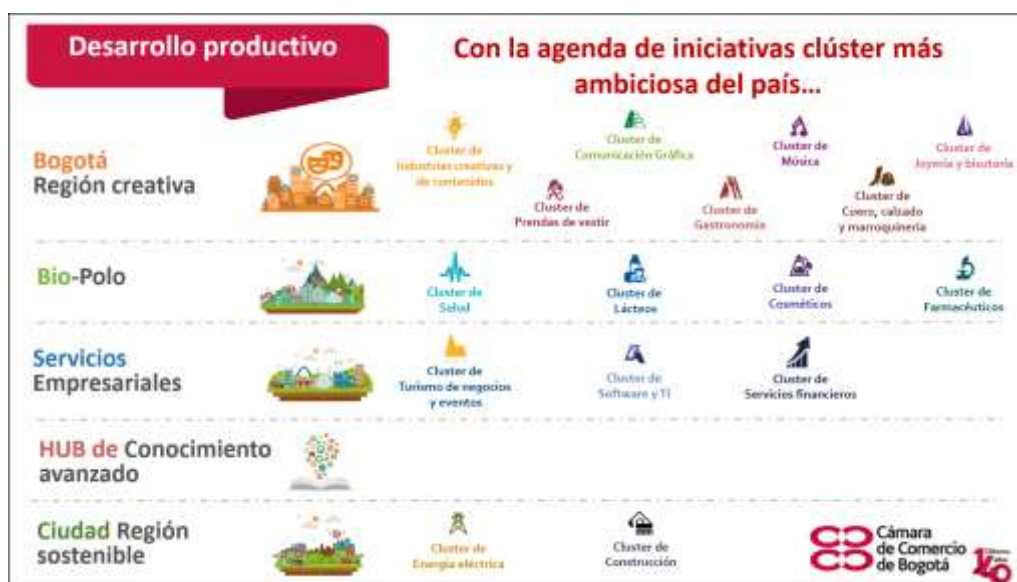 Desarrollo productivo
Con la agenda de iniciativas clúster más
ambiciosa del país...
Bogotá
Región creativa
Cluster de
Industrias creativas y
de contenidos
Cluster de
Comunicación Gráfica
Cluster de
Música
Cluster de
Joyería y bisutería
Cluster de
Prendas de vestir
Cluster de
Gastronomía
Cluster de
Cuero, calzado
y marroquinería
Bio-Polo
Cluster de
Salud
Cluster de
Lácteos
Cluster de
Cosméticos
Cluster de
Farmacéuticos
Servicios
Empresariales
Cluster de
Turismo de negocios
y eventos
Cluster de
Software y TI
Cluster de
Servicios financieros
HUB de Conocimiento
avanzado
Ciudad Región
sostenible
Cluster de
Energía eléctrica
Cluster de
Construcción
Cámara
de Comercio
de Bogotá